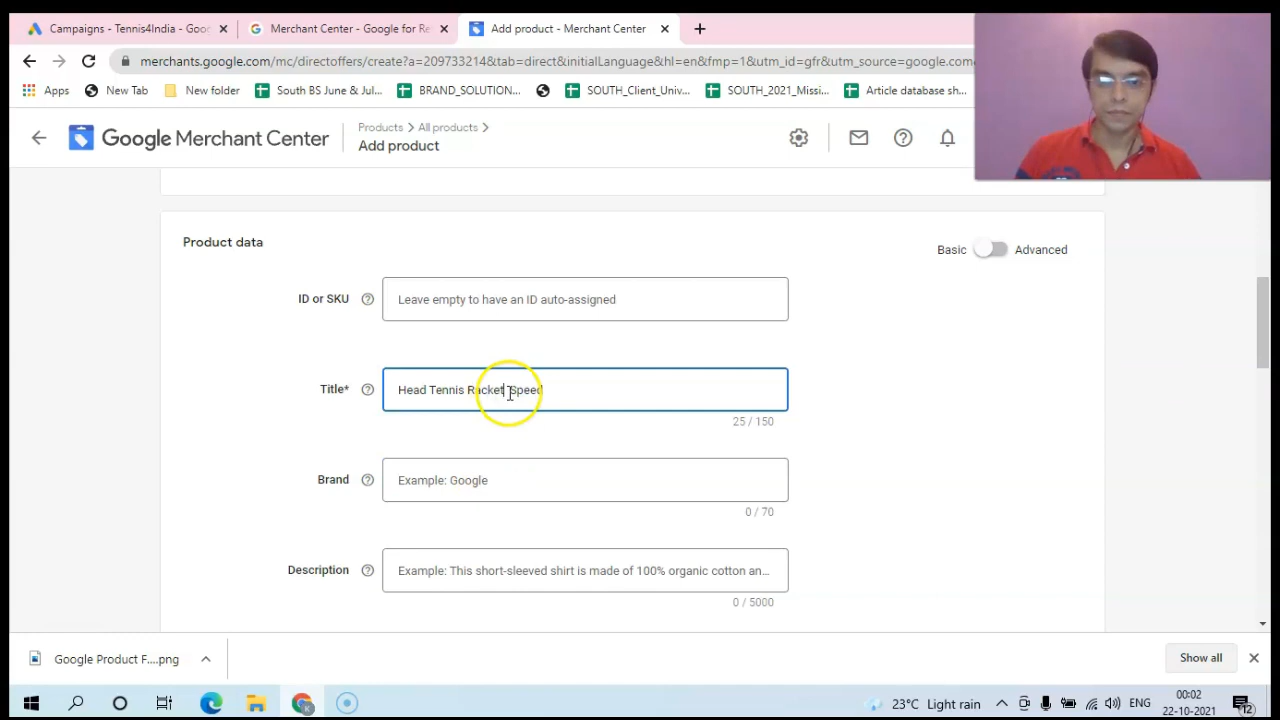 Campaigns - Tennis4India - Goo
Merchant Center - Google for Re
Add product - Merchant Center
merchants.google.com/mc/directoffers/create?a=209733214&tab=direct&initialLanguage&hl=en&fmp=1&utm_id=gfr&utm_source=google.com
Apps
New Tab
New folder
South BS June & Jul...
BRAND_SOLUTION...
SOUTH_Client_Univ...
SOUTH_2021_Missi...
Article database sh...
Google Merchant Center
Products
All products
Add product
Product data
Basic
Advanced
ID or SKU
Leave empty to have an ID auto-assigned
Title*
Head Tennis Racket Speed
25 / 150
Brand
Example: Google
0 / 70
Description
Example: This short-sleeved shirt is made of 100% organic cotton an...
0 / 5000
Google Product F....png
Show all
23°C Light rain
ENG
00:02
22-10-2021
12